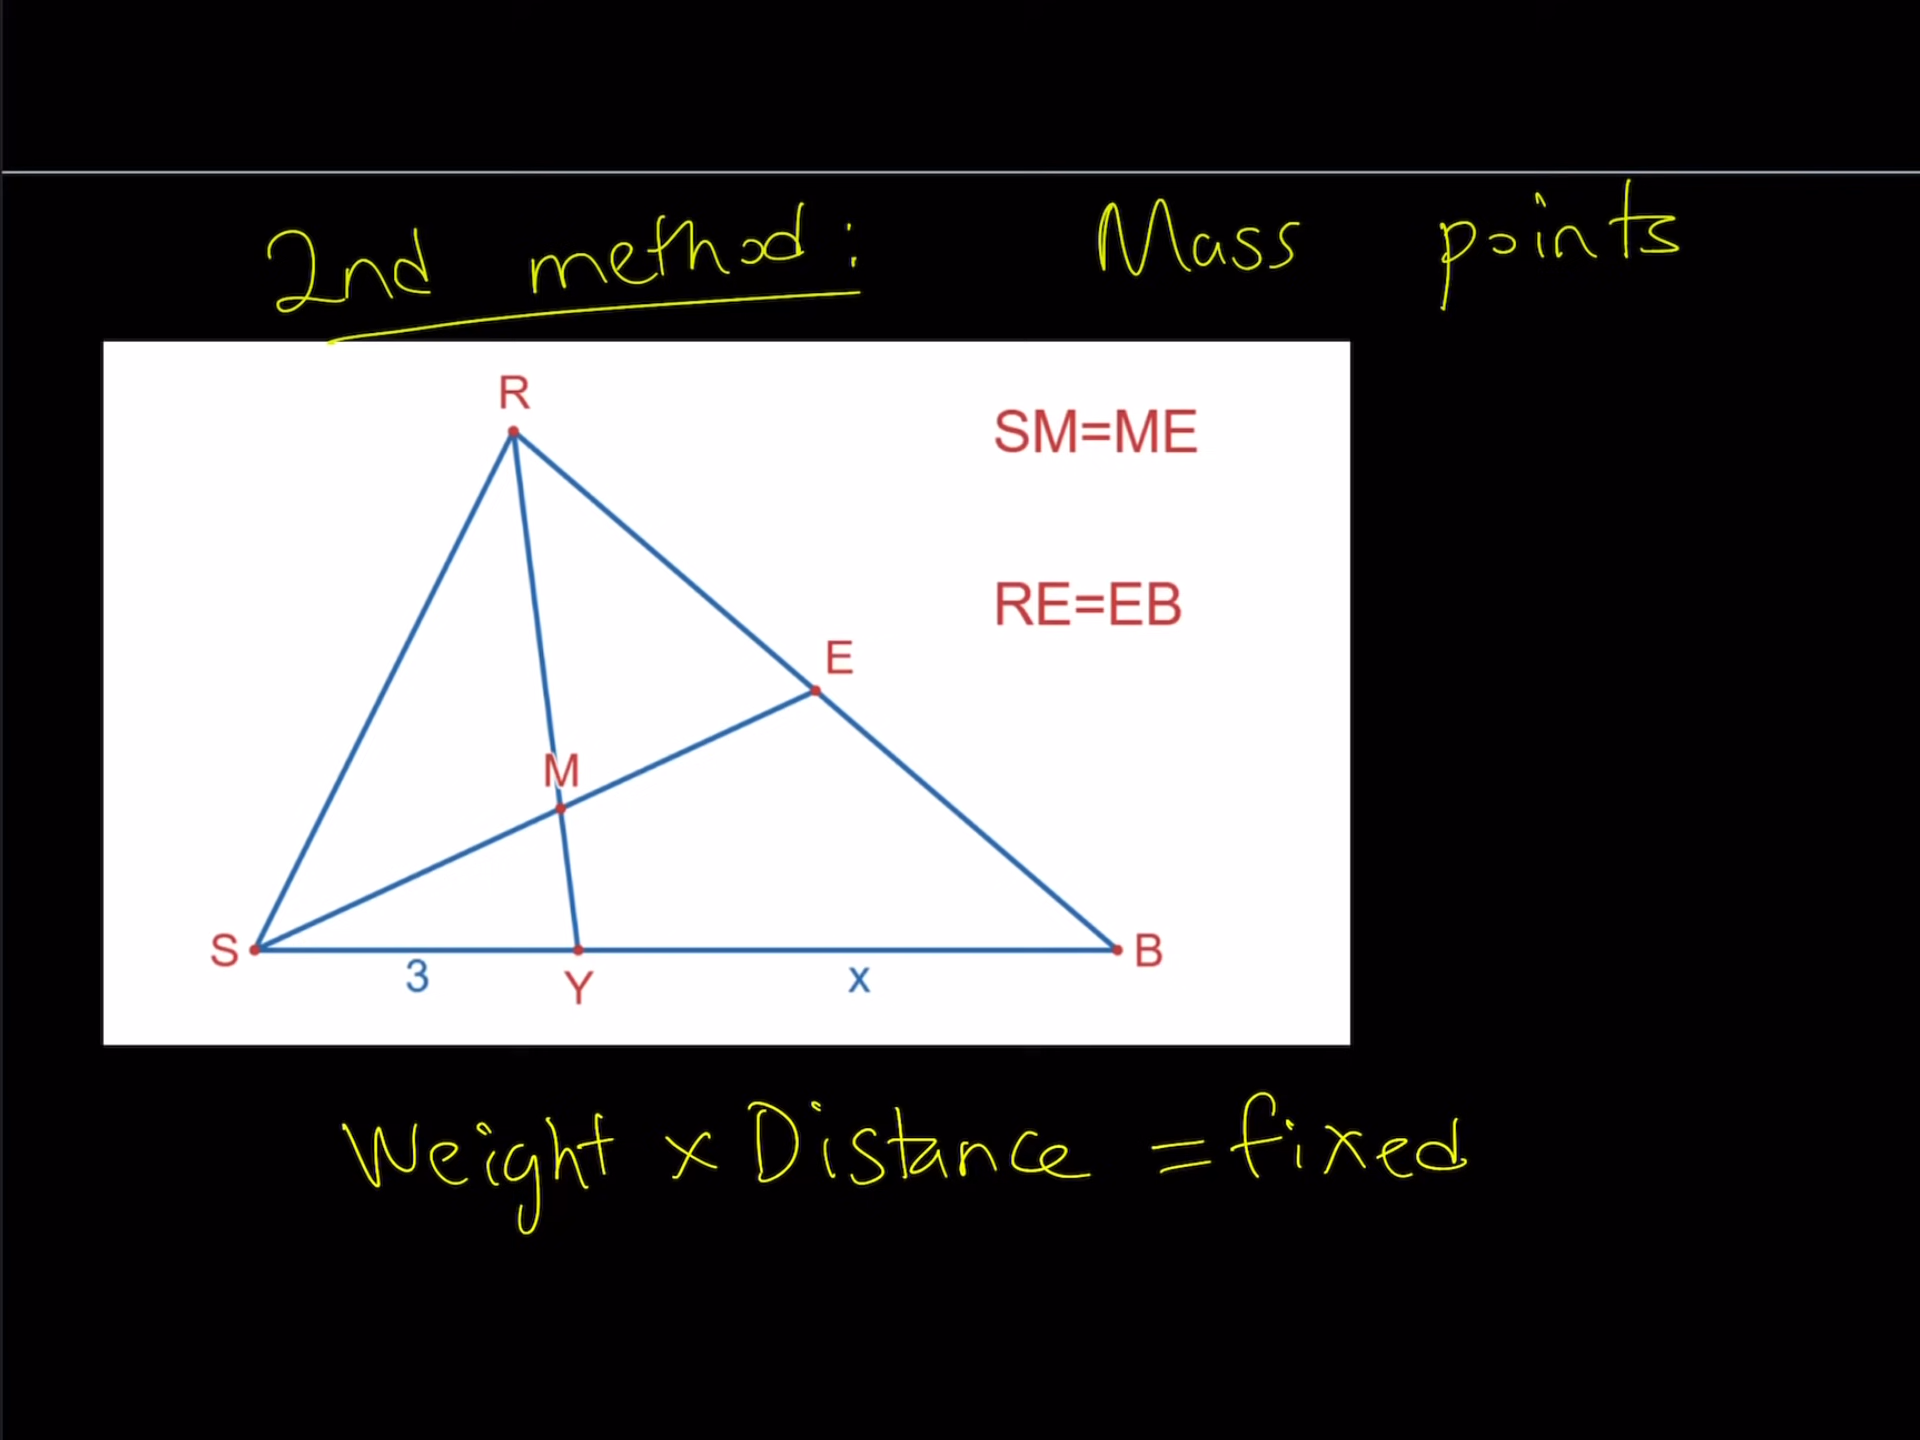 2nd method: Mass points
R
SM=ME
RE=EB
E
M
S
B
3
Y
x
Weight x Distance = fixed